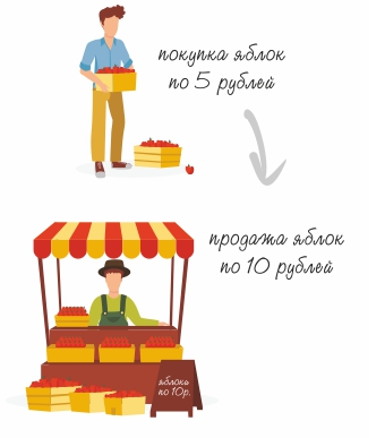 покупка яблок
по 5 рублей
продажа яблок
по 10 рублей
яблоки
по 10р.